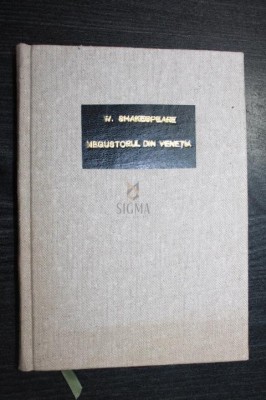 W. SHAKESPEARE
NEGUSTORUL DIN VENEȚIA
SIGMA